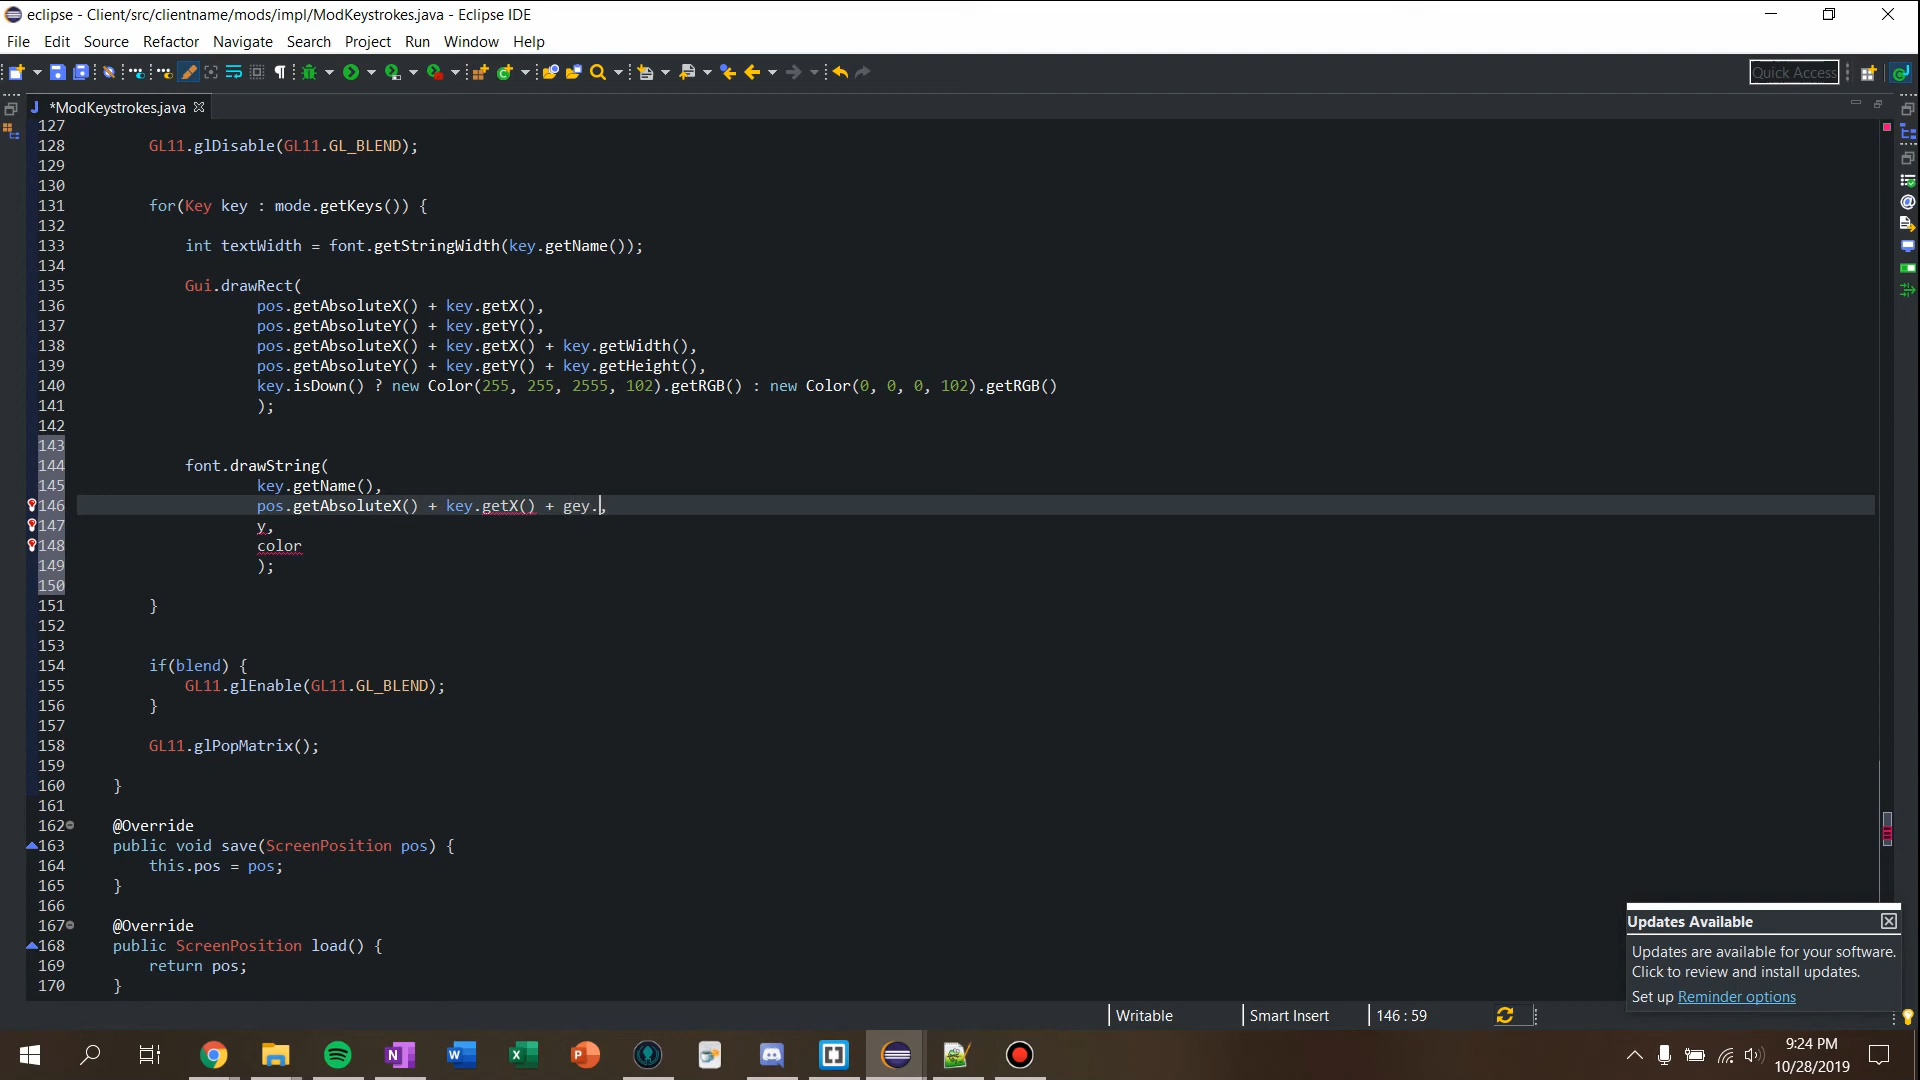 eclipse - Client/src/clientname/mods/impl/ModKeystrokes.java - Eclipse IDE
File Edit Source Refactor Navigate Search Project Run Window Help
Quick Access
*ModKeystrokes.java
127
128 GL11.glDisable(GL11.GL_BLEND);
129
130
131 for(Key key : mode.getKeys()) {
132
133 int textWidth = font.getStringWidth(key.getName());
134
135 Gui.drawRect(
136 pos.getAbsoluteX() + key.getX(),
137 pos.getAbsoluteY() + key.getY(),
138 pos.getAbsoluteX() + key.getX() + key.getWidth(),
139 pos.getAbsoluteY() + key.getY() + key.getHeight(),
140 key.isDown() ? new Color(255, 255, 2555, 102).getRGB() : new Color(0, 0, 0, 102).getRGB()
141 );
142
143
144 font.drawString(
145 key.getName(),
146 pos.getAbsoluteX() + key.getX() + gey.,
147 y,
148 color
149 );
150
151 }
152
153
154 if(blend) {
155 GL11.glEnable(GL11.GL_BLEND);
156 }
157
158 GL11.glPopMatrix();
159
160 }
161
162 @Override
163 public void save(ScreenPosition pos) {
164 this.pos = pos;
165 }
166
167 @Override
168 public ScreenPosition load() {
169 return pos;
170 }
Updates Available
Updates are available for your software.
Click to review and install updates.
Set up Reminder options
Writable Smart Insert 146 : 59
9:24 PM
10/28/2019